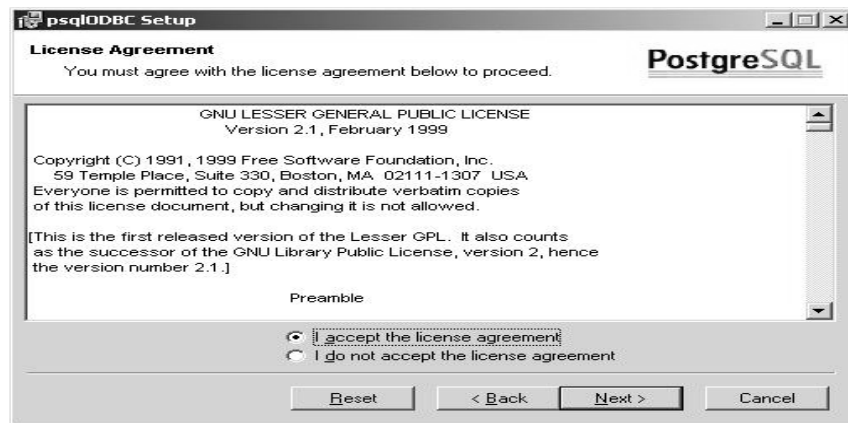 psqlODBC Setup
License Agreement
You must agree with the license agreement below to proceed.
PostgreSQL
GNU LESSER GENERAL PUBLIC LICENSE
Version 2.1, February 1999
Copyright (C) 1991, 1999 Free Software Foundation, Inc.
59 Temple Place, Suite 330, Boston, MA 02111-1307 USA
Everyone is permitted to copy and distribute verbatim copies
of this license document, but changing it is not allowed.
[This is the first released version of the Lesser GPL. It also counts
as the successor of the GNU Library Public License, version 2, hence
the version number 2.1.]
Preamble
I accept the license agreement
I do not accept the license agreement
Reset
< Back
Next >
Cancel